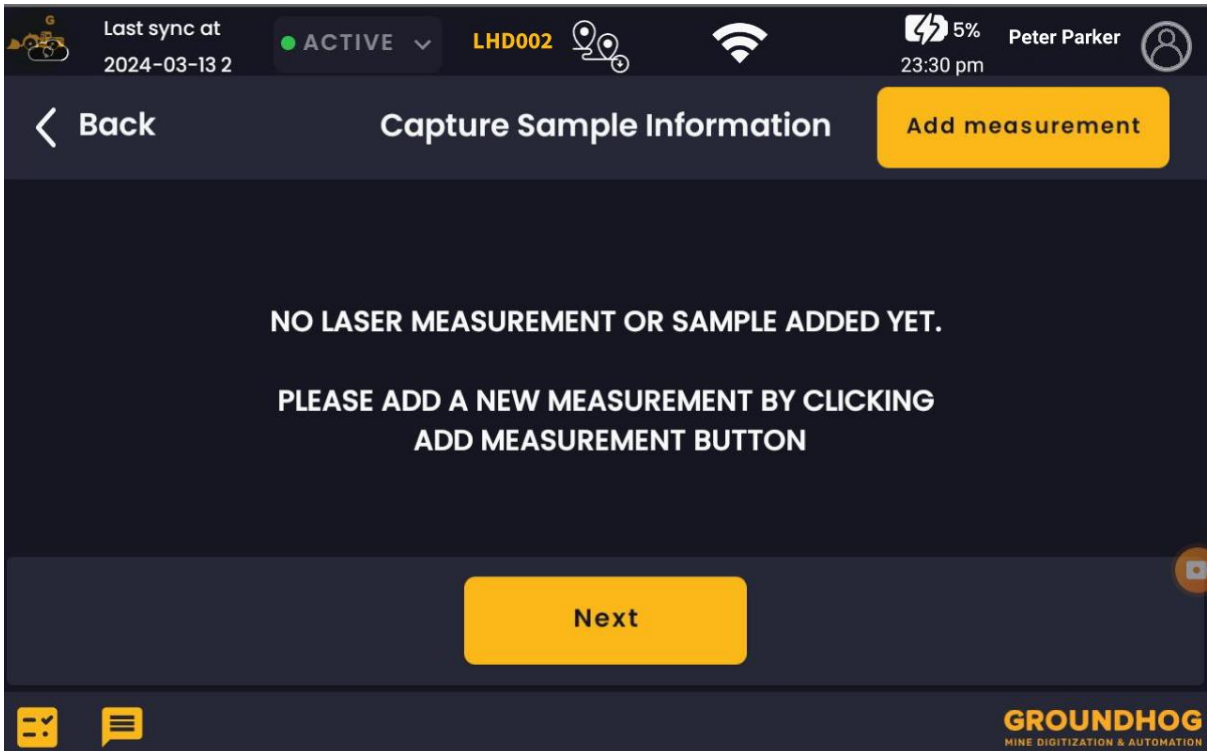 G
Last sync at
2024-03-13 2
ACTIVE
LHD002
5%
23:30 pm
Peter Parker
Back
Capture Sample Information
Add measurement
NO LASER MEASUREMENT OR SAMPLE ADDED YET.
PLEASE ADD A NEW MEASUREMENT BY CLICKING
ADD MEASUREMENT BUTTON
Next
GROUNDHOG
MINE DIGITIZATION & AUTOMATION